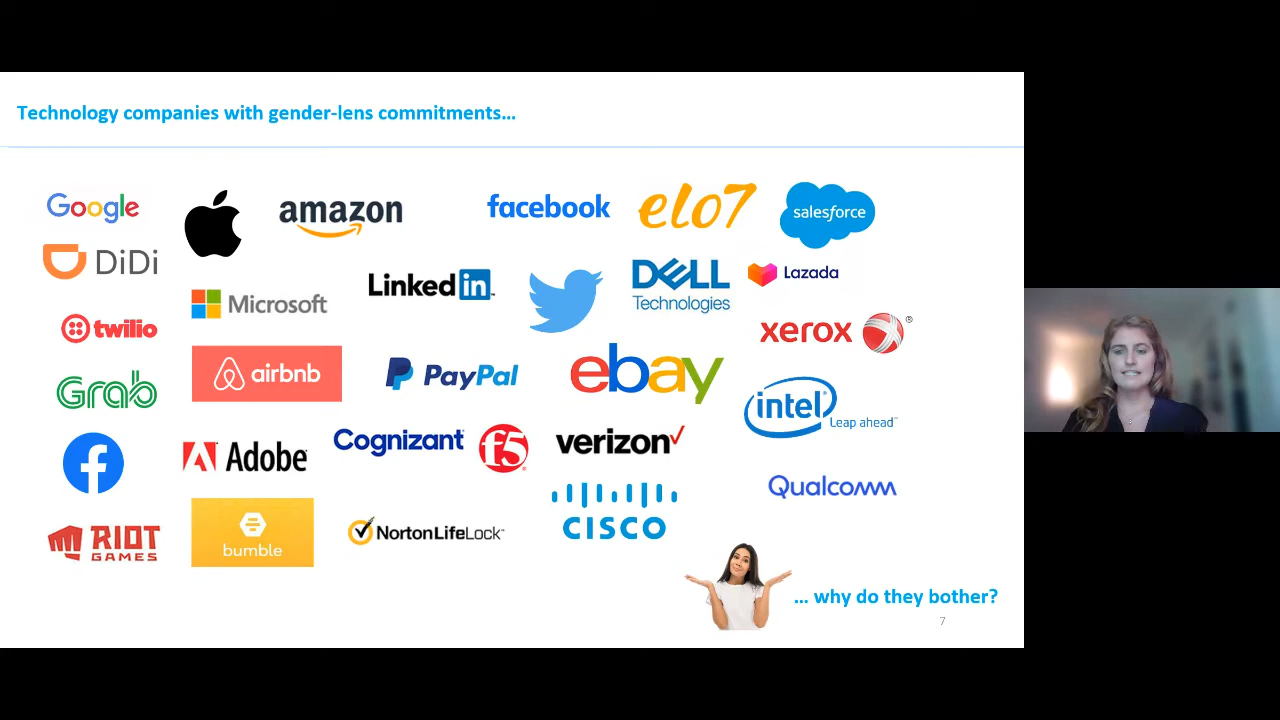 Technology companies with gender-lens commitments...
Google
amazon
facebook
elo7
salesforce
DiDi
Microsoft
Linked in
DELL
Technologies
Lazada
twilio
xerox
®
Grab
airbnb
PayPal
ebay
intel®
Leap ahead™
f
Adobe
Cognizant
f5
verizon
Qualcomm
RIOT
GAMES
bumble
NortonLifeLock™
CISCO
... why do they bother?
7